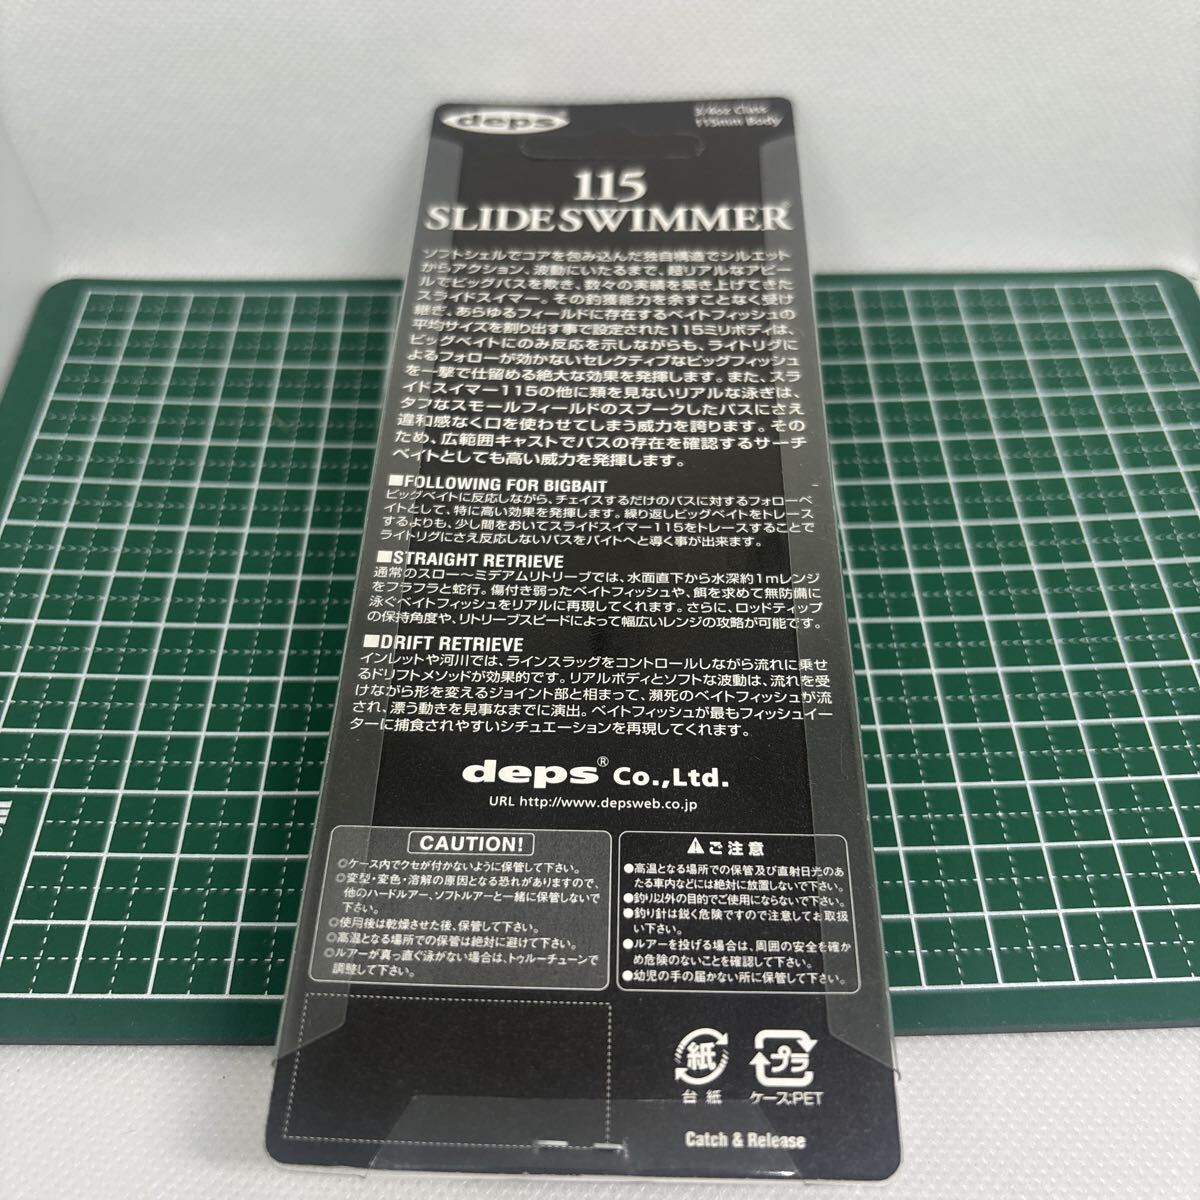 deps
3/4oz Class
115mm Body
115
SLIDESWIMMER®
ソフトシェルでコアを包み込んだ独自構造でシルエット
からアクション、波動にいたるまで、超リアルなアピー
ルでビッグバスを欺き、数々の実績を築き上げてきた
スライドスイマー。その釣獲能力を余すことなく受け
継ぎ、あらゆるフィールドに存在するベイトフィッシュの
平均サイズを割り出す事で設定された115ミリボディは、
ビッグベイトにのみ反応を示しながらも、ライトリグに
よるフォローが効かないセレクティブなビッグフィッシュ
を一撃で仕留める絶大な効果を発揮します。また、スラ
イドスイマー115の他に類を見ないリアルな泳ぎは、
タフなスモールフィールドのスプークしたバスにさえ
違和感なく口を使わせてしまう威力を誇ります。その
ため、広範囲キャストでバスの存在を確認するサーチ
ベイトとしても高い威力を発揮します。
■FOLLOWING FOR BIGBAIT
ビッグベイトに反応しながら、チェイスするだけのバスに対するフォローベ
イトとして、特に高い効果を発揮します。繰り返しビッグベイトをトレース
するよりも、少し間をおいてスライドスイマー115をトレースすることで
ライトリグにさえ反応しないバスをバイトへと導く事が出来ます。
■STRAIGHT RETRIEVE
通常のスロー〜ミデアムリトリーブでは、水面直下から水深約1mレンジ
をフラフラと蛇行。傷付き弱ったベイトフィッシュや、餌を求めて無防備に
泳ぐベイトフィッシュをリアルに再現してくれます。さらに、ロッドティップ
の保持角度や、リトリーブスピードによって幅広いレンジの攻略が可能です。
■DRIFT RETRIEVE
インレットや河川では、ラインスラッグをコントロールしながら流れに乗せ
るドリフトメソッドが効果的です。リアルボディとソフトな波動は、流れを受
けながら形を変えるジョイント部と相まって、瀕死のベイトフィッシュが流
され、漂う動きを見事なまでに演出。ベイトフィッシュが最もフィッシュイー
ターに捕食されやすいシチュエーションを再現してくれます。
deps® Co.,Ltd.
URL http://www.depsweb.co.jp
CAUTION!
◎ケース内でクセが付かないように保管して下さい。
◎変型・変色・溶解の原因となる恐れがありますので、
他のハードルアー、ソフトルアーと一緒に保管しないで
下さい。
◎使用後は乾燥させた後、保管して下さい。
◎高温となる場所での保管は絶対に避けて下さい。
◎ルアーが真っ直ぐ泳がない場合は、トゥルーチューンで
調整して下さい。
⚠ご注意
●高温となる場所での保管及び直射日光のあ
たる車内などには絶対に放置しないで下さい。
●釣り以外の目的でご使用にならないで下さい。
●釣り針は鋭く危険ですので注意してお取扱
い下さい。
●ルアーを投げる場合は、周囲の安全を確か
め危険のないことを確認して下さい。
●幼児の手の届かない所に保管して下さい。
紙
台紙
プラ
ケース:PET
Catch & Release